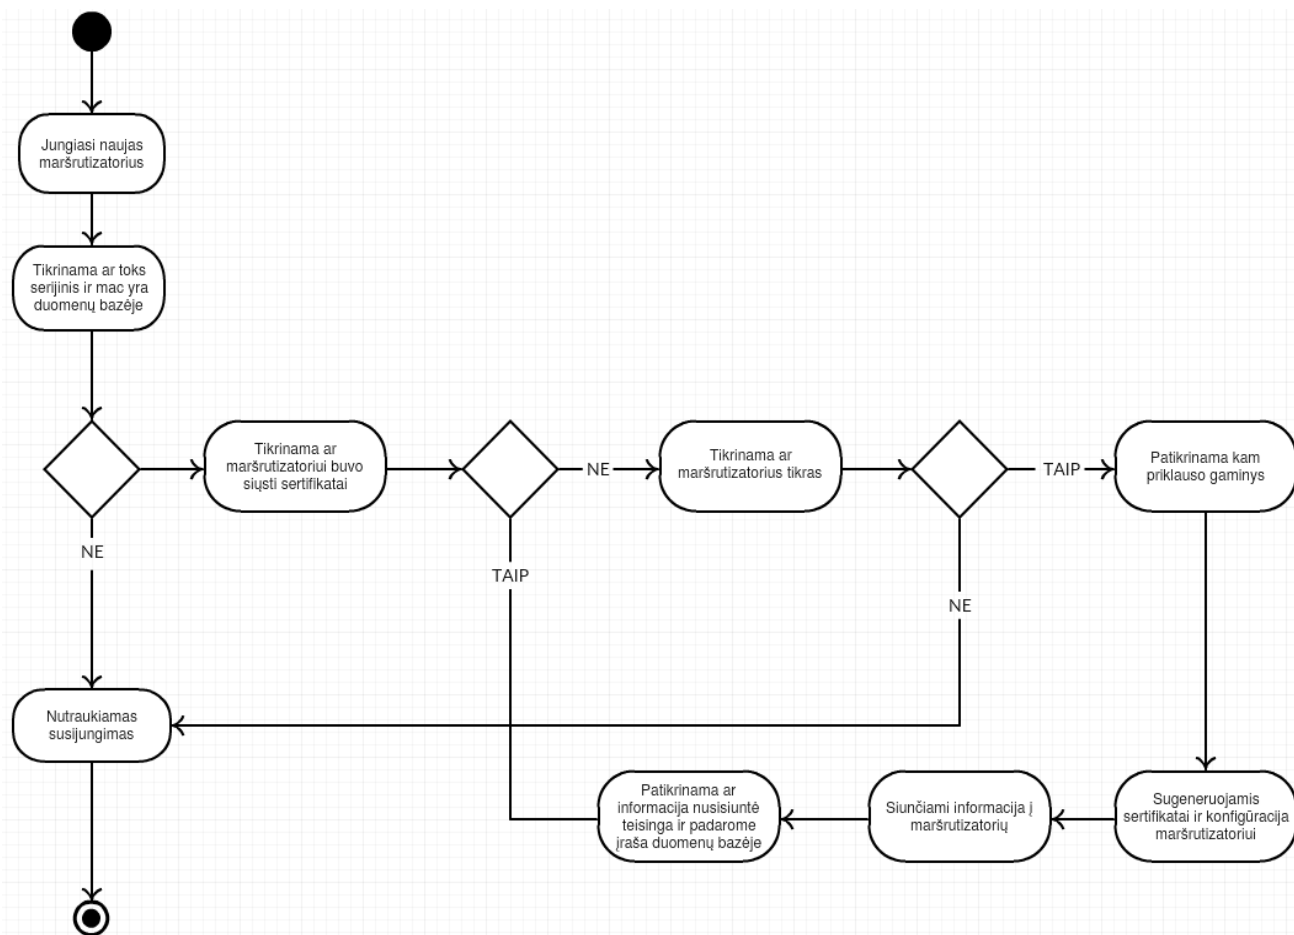 Jungiasi naujas
maršrutizatorius
Tikrinama ar toks
serijinis ir mac yra
duomenų bazėje
Tikrinama ar
maršrutizatoriui buvo
siųsti sertifikatai
NE
Tikrinama ar
maršrutizatorius tikras
TAIP
Patikrinama kam
priklauso gaminys
NE
TAIP
NE
Nutraukiamas
susijungimas
Patikrinama ar
informacija nusisiuntė
teisinga ir padarome
įraša duomenų bazėje
Siunčiami informacija į
maršrutizatorių
Sugeneruojamis
sertifikatai ir konfigūracija
maršrutizatoriui